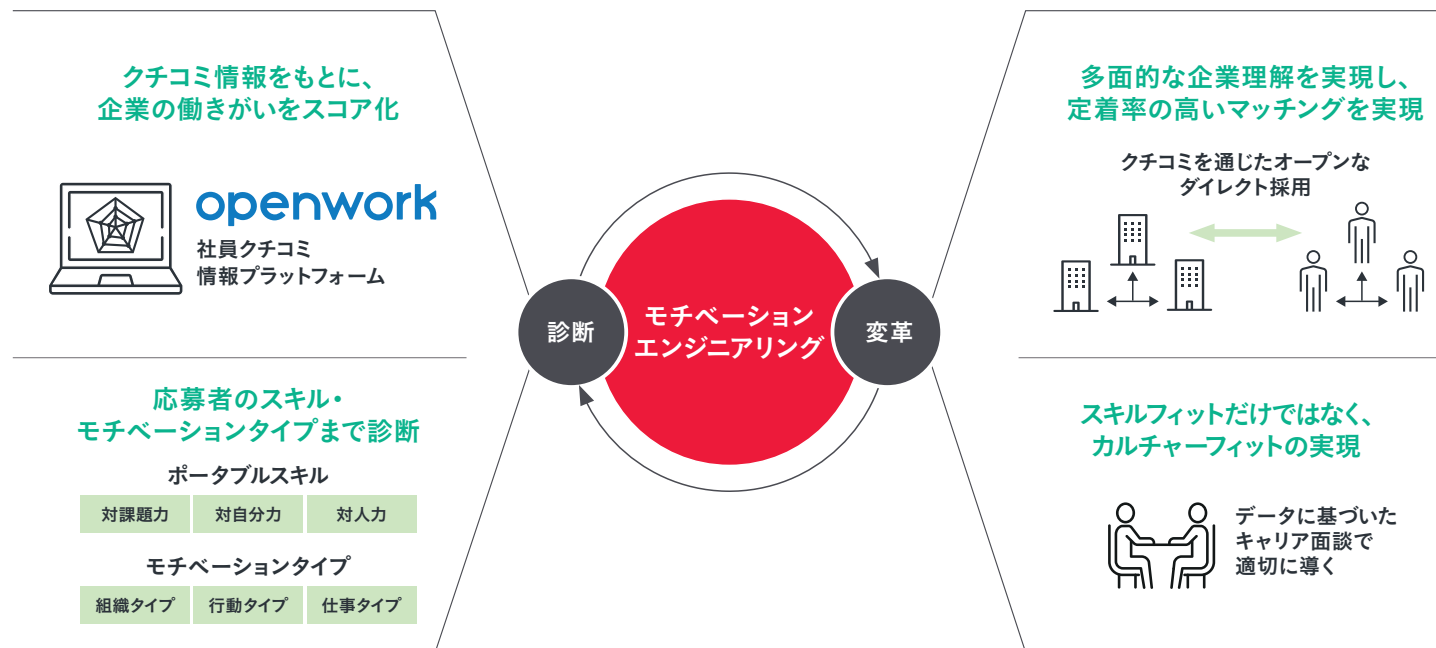 クチコミ情報をもとに、
企業の働きがいをスコア化
openwork
社員クチコミ
情報プラットフォーム
応募者のスキル・
モチベーションタイプまで診断
ポータブルスキル
対課題力 対自分力 対人力
モチベーションタイプ
組織タイプ 行動タイプ 仕事タイプ
診断
モチベーション
エンジニアリング
変革
多面的な企業理解を実現し、
定着率の高いマッチングを実現
クチコミを通じたオープンな
ダイレクト採用
スキルフィットだけではなく、
カルチャーフィットの実現
データに基づいた
キャリア面談で
適切に導く